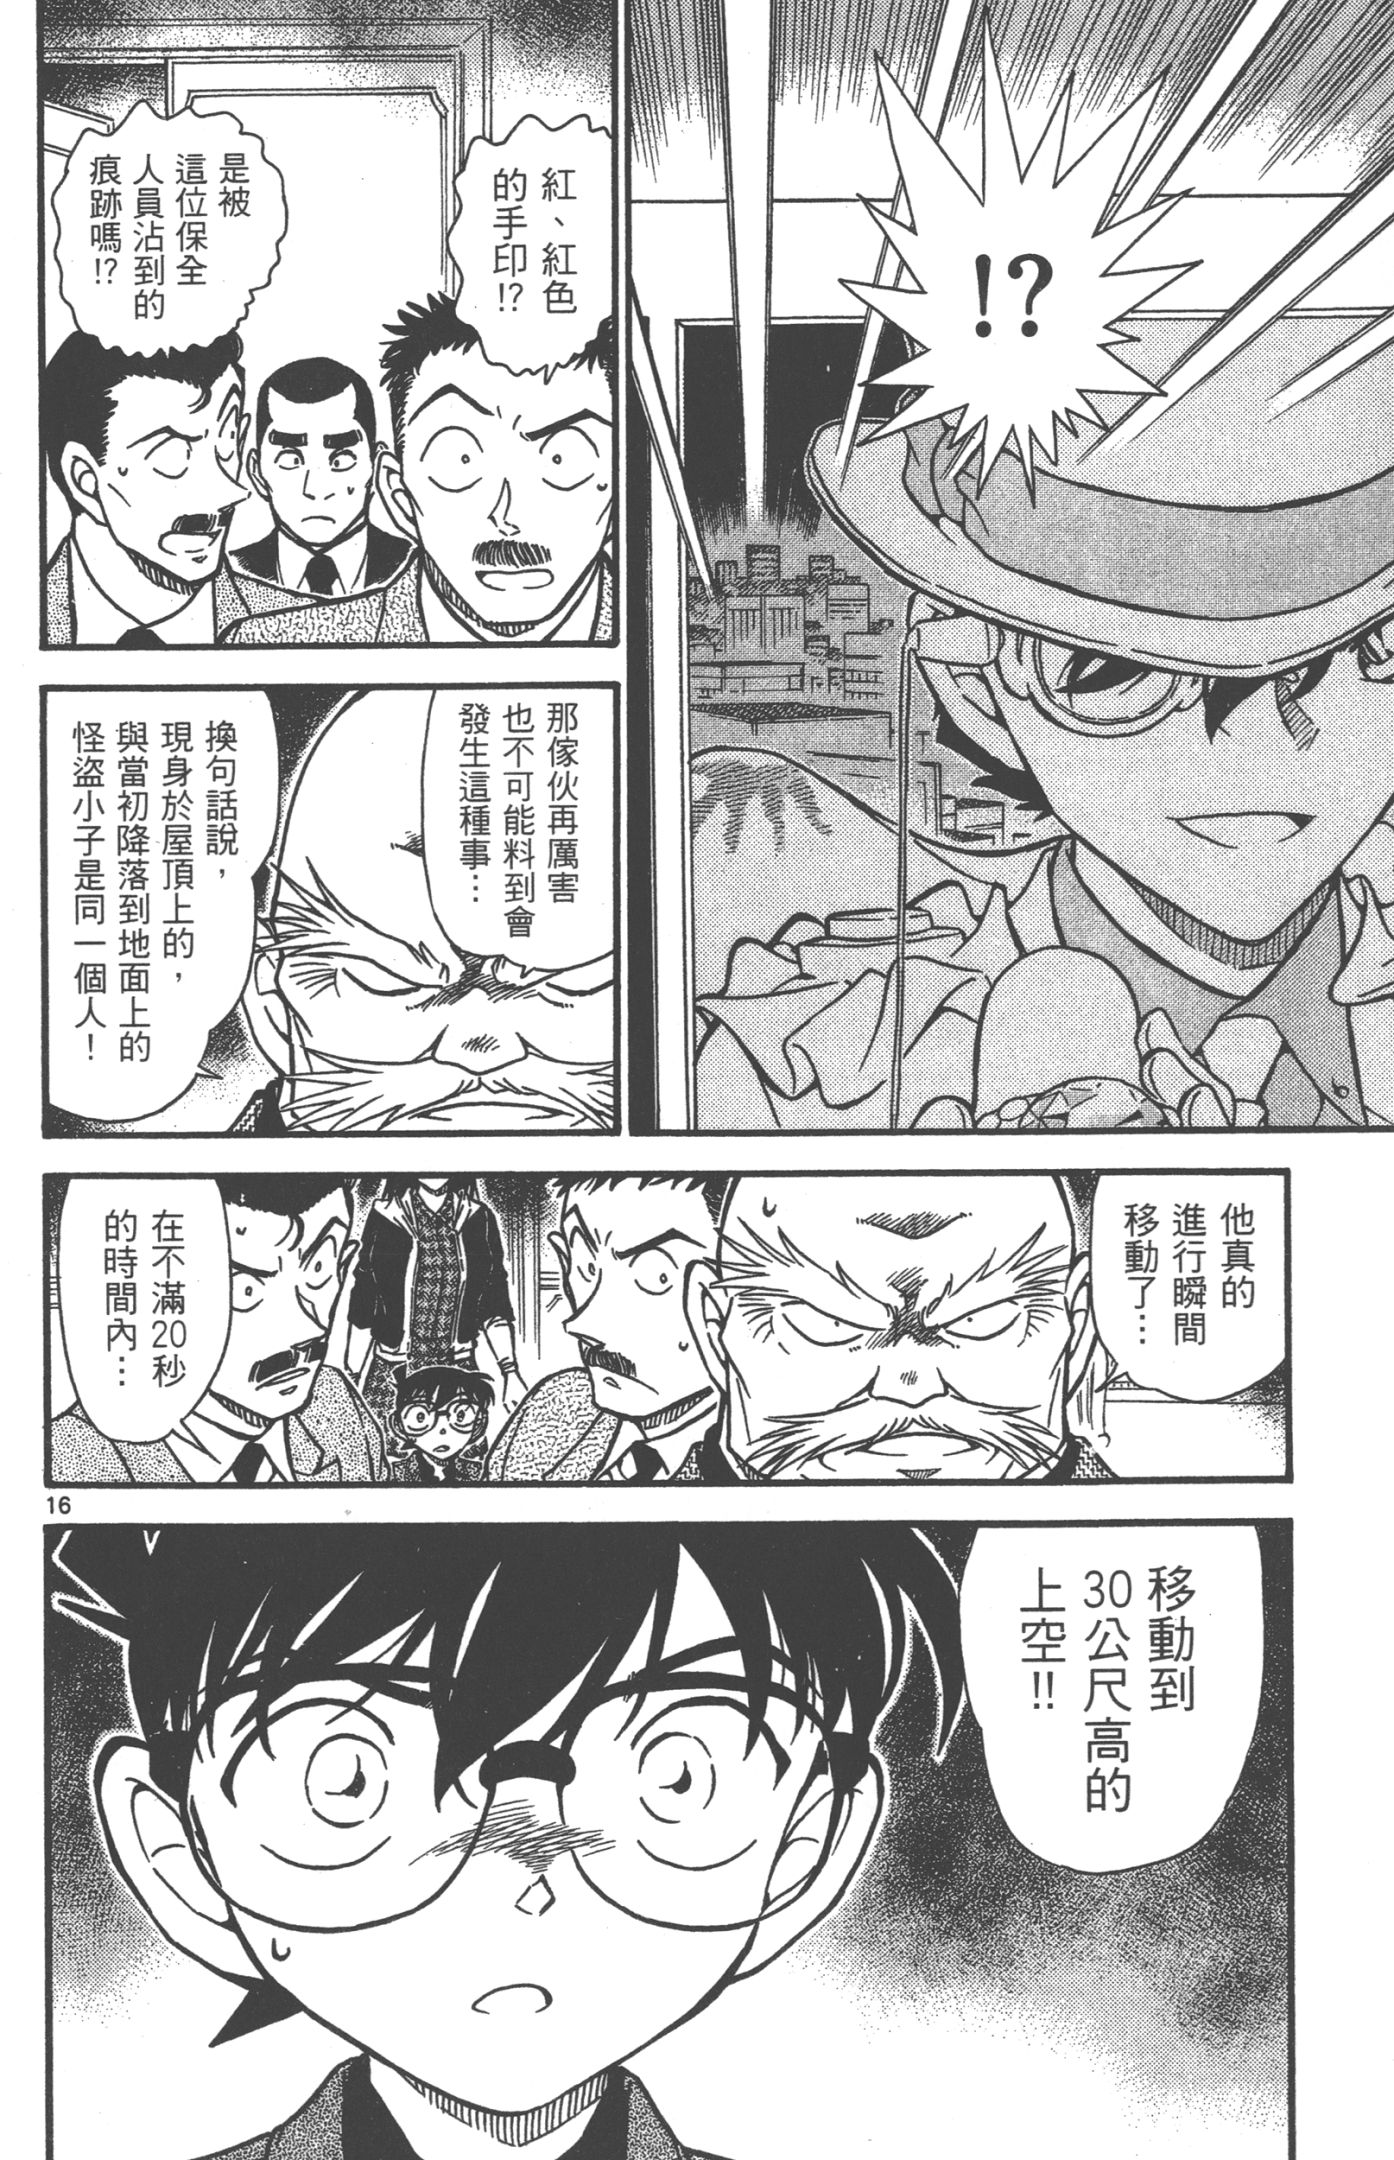 !?
紅、紅色
的手印!?
是被
這位保全
人員沾到的
痕跡嗎!?
那傢伙再厲害
也不可能料到會
發生這種事…
換句話說，
現身於屋頂上的，
與當初降落到地面上的
怪盜小子是同一個人！
他真的
進行瞬間
移動了…
在不滿20秒
的時間內…
移動到
30公尺高的
上空!!
16